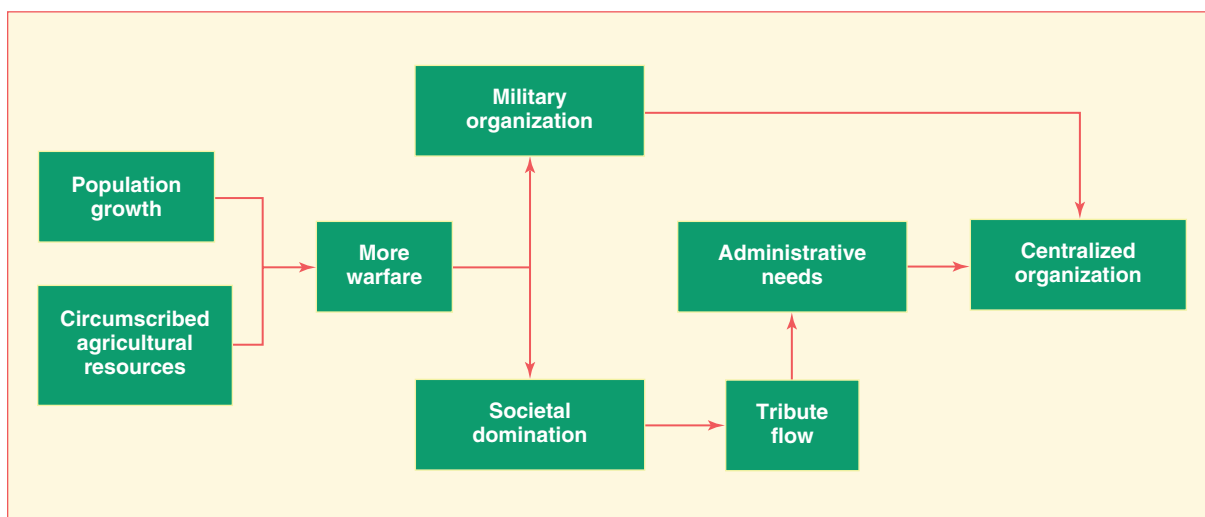 Population
growth
Circumscribed
agricultural
resources
More
warfare
Military
organization
Societal
domination
Tribute
flow
Administrative
needs
Centralized
organization